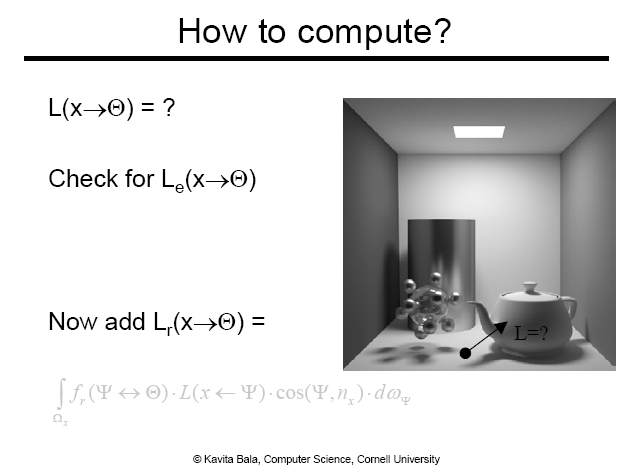 How to compute?
L(x→Θ) = ?
Check for Lₑ(x→Θ)
L=?
Now add Lᵣ(x→Θ) =
∫Ωₓ fᵣ(Ψ ↔ Θ) · L(x ← Ψ) · cos(Ψ, nₓ) · dω_Ψ
© Kavita Bala, Computer Science, Cornell University